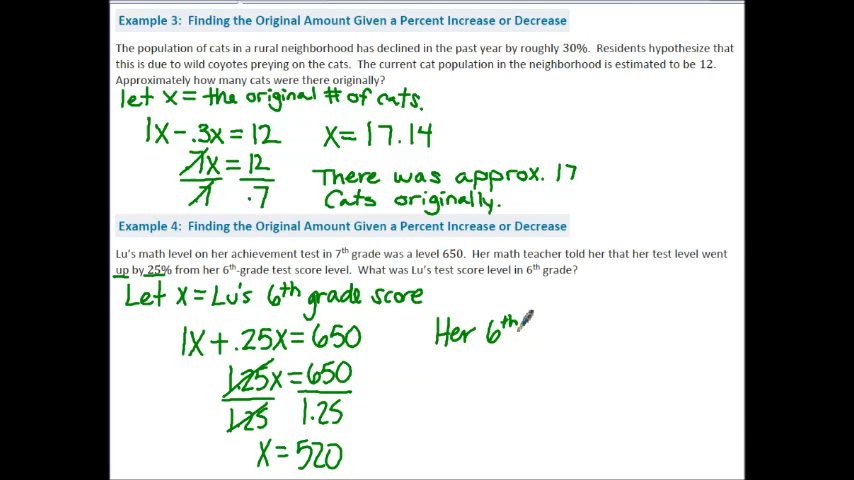 Example 3: Finding the Original Amount Given a Percent Increase or Decrease
The population of cats in a rural neighborhood has declined in the past year by roughly 30%. Residents hypothesize that
this is due to wild coyotes preying on the cats. The current cat population in the neighborhood is estimated to be 12.
Approximately how many cats were there originally?
let x = the original # of cats.
1x - .3x = 12 x = 17.14
.7x = 12
.7 .7
There was approx. 17
Cats originally.
Example 4: Finding the Original Amount Given a Percent Increase or Decrease
Lu's math level on her achievement test in 7th grade was a level 650. Her math teacher told her that her test level went
up by 25% from her 6th-grade test score level. What was Lu's test score level in 6th grade?
Let x = Lu's 6th grade score
1x + .25x = 650 Her 6th
1.25x = 650
1.25 1.25
x = 520